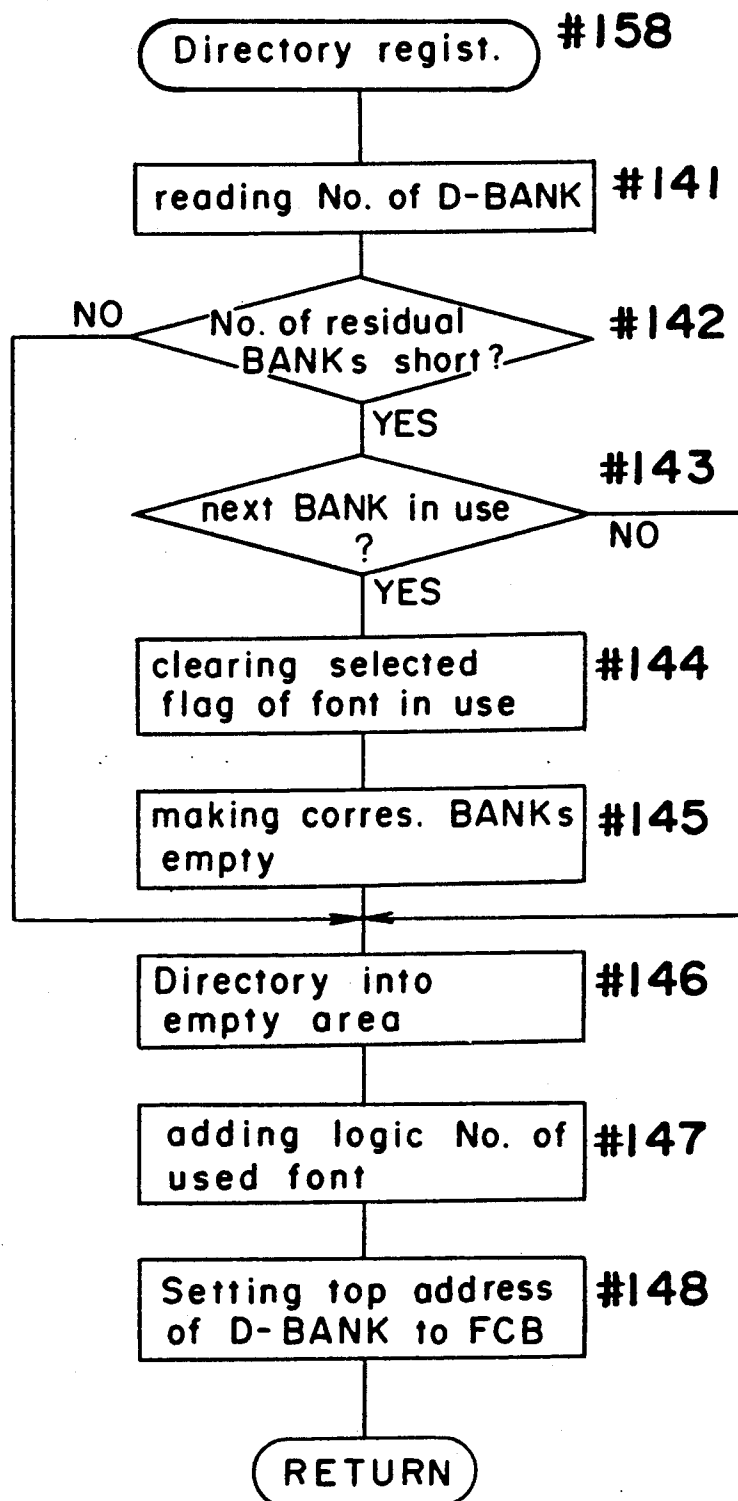 Directory regist. #158
reading No. of D-BANK #141
NO
No. of residual #142
BANKs short?
YES
#143
next BANK in use
?
NO
YES
clearing selected #144
flag of font in use
making corres. BANKs #145
empty
Directory into #146
empty area
adding logic No. of #147
used font
Setting top address #148
of D-BANK to FCB
RETURN